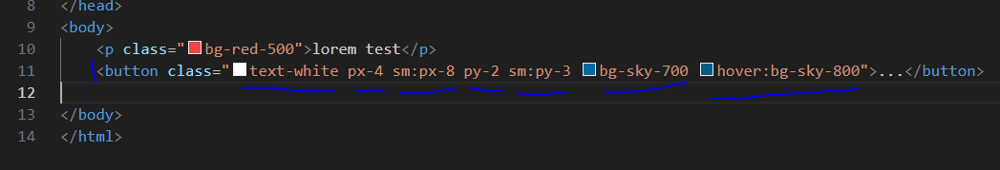 8 </head>
9 <body>
10 <p class="bg-red-500">lorem test</p>
11 <button class="text-white px-4 sm:px-8 py-2 sm:py-3 bg-sky-700 hover:bg-sky-800">...</button>
12
13 </body>
14 </html>